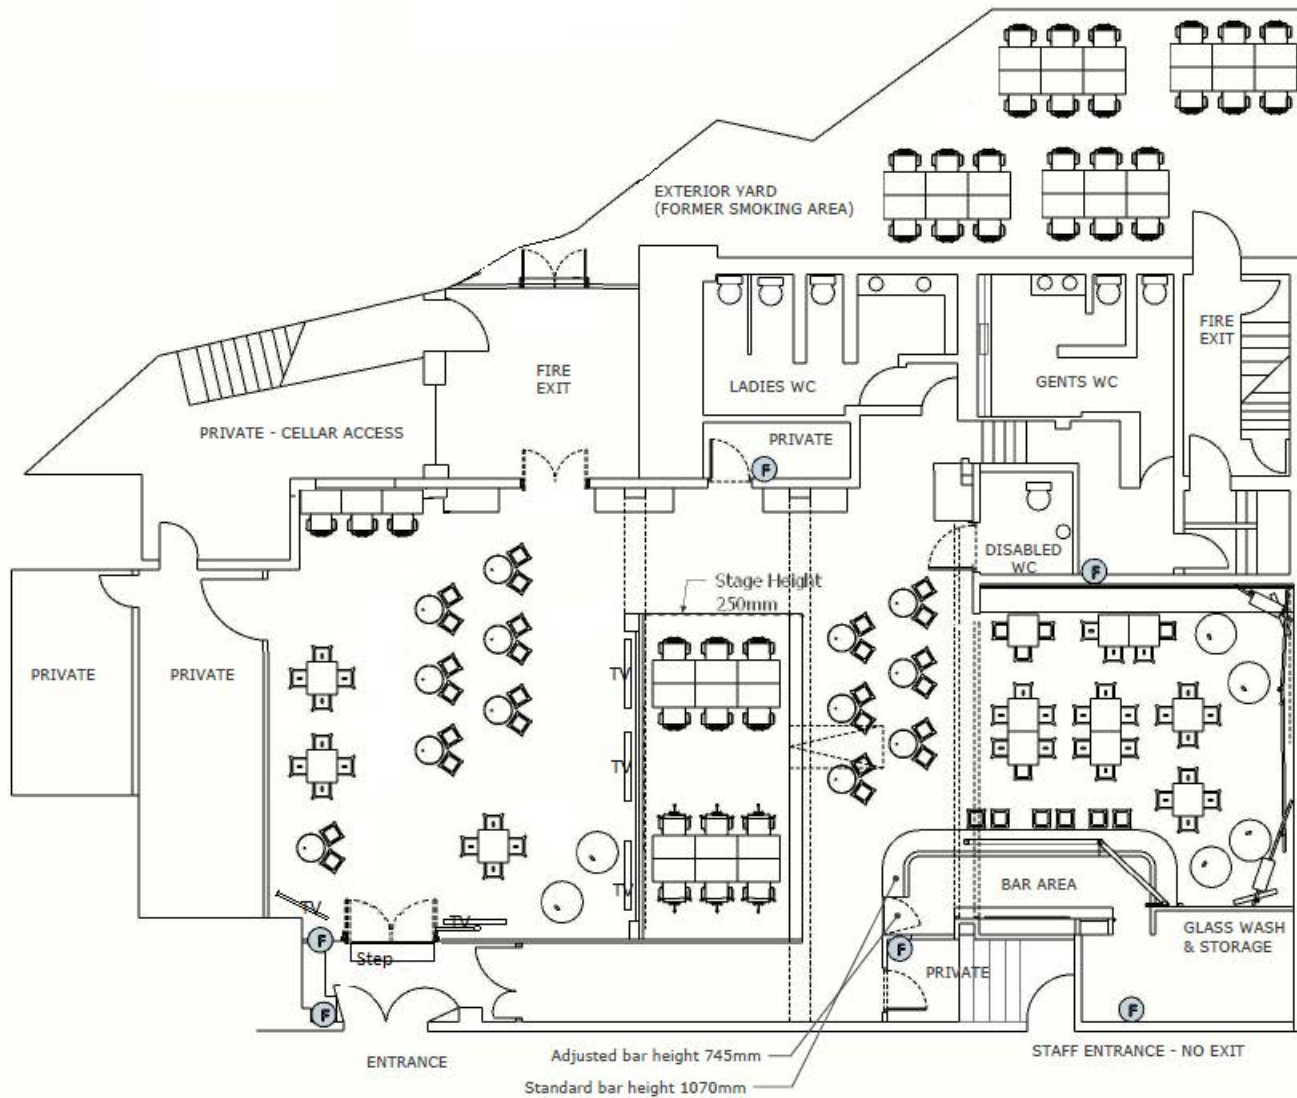 EXTERIOR YARD
(FORMER SMOKING AREA)
FIRE
EXIT
FIRE
EXIT
LADIES WC
GENTS WC
PRIVATE - CELLAR ACCESS
PRIVATE
F
DISABLED
WC
F
Stage Height
250mm
PRIVATE
PRIVATE
TV
TV
TV
BAR AREA
TV
TV
F
GLASS WASH
& STORAGE
F
Step
PRIVATE
F
F
ENTRANCE
Adjusted bar height 745mm
STAFF ENTRANCE - NO EXIT
Standard bar height 1070mm